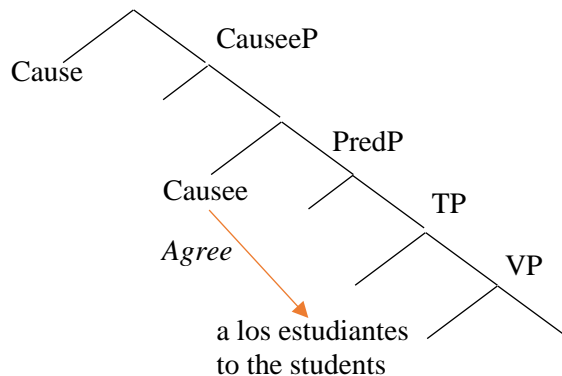 CauseeP
Cause
PredP
Causee
TP
Agree
VP
a los estudiantes
to the students